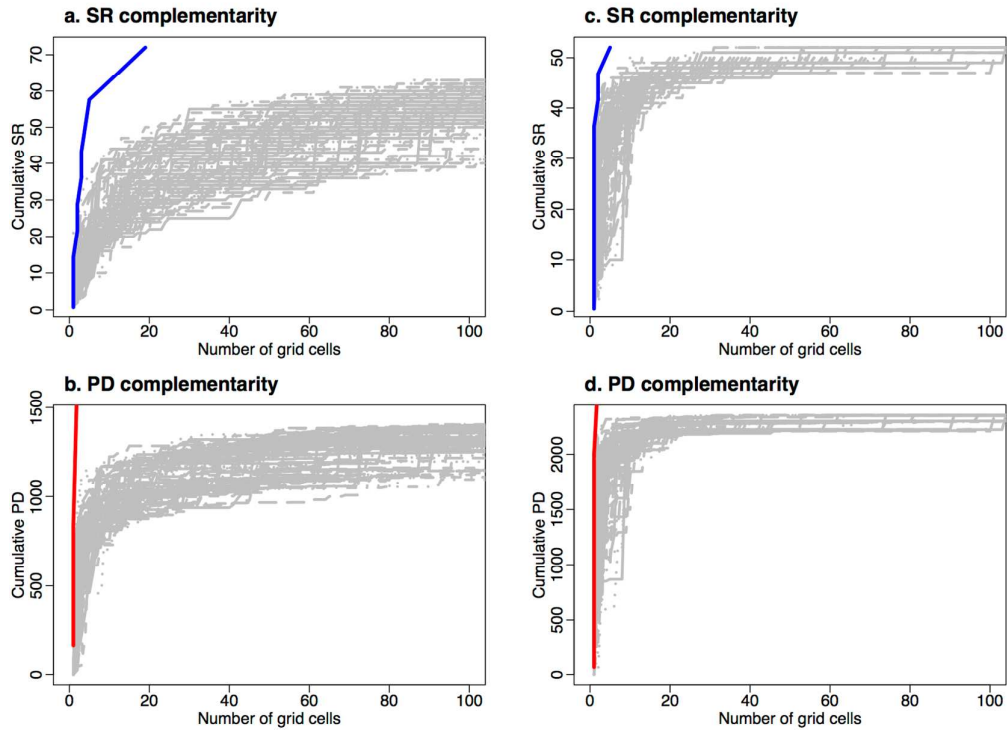 a. SR complementarity
Cumulative SR
70
60
50
40
30
20
10
0
0 20 40 60 80 100
Number of grid cells
c. SR complementarity
Cumulative SR
50
40
30
20
10
0
0 20 40 60 80 100
Number of grid cells
b. PD complementarity
Cumulative PD
1500
1000
500
0
0 20 40 60 80 100
Number of grid cells
d. PD complementarity
Cumulative PD
2000
1500
1000
500
0
0 20 40 60 80 100
Number of grid cells